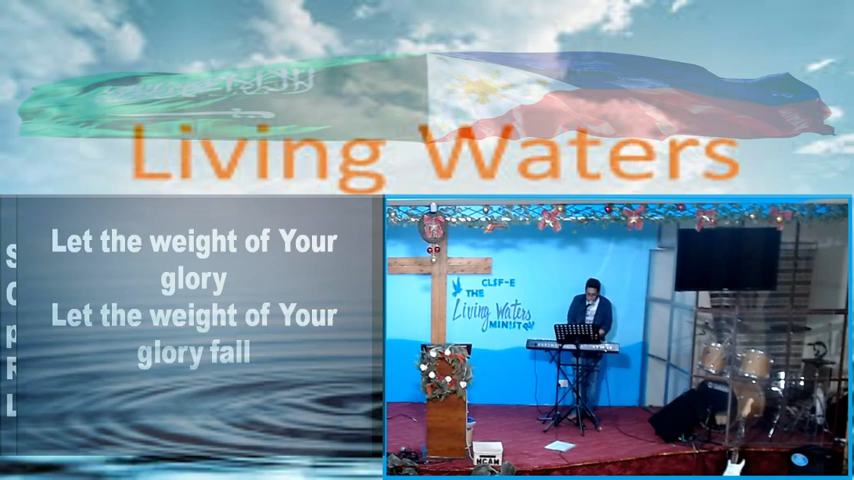 Living Waters
Let the weight of Your
glory
Let the weight of Your
glory fall
CLSF-E
THE
Living Waters
MINISTRY